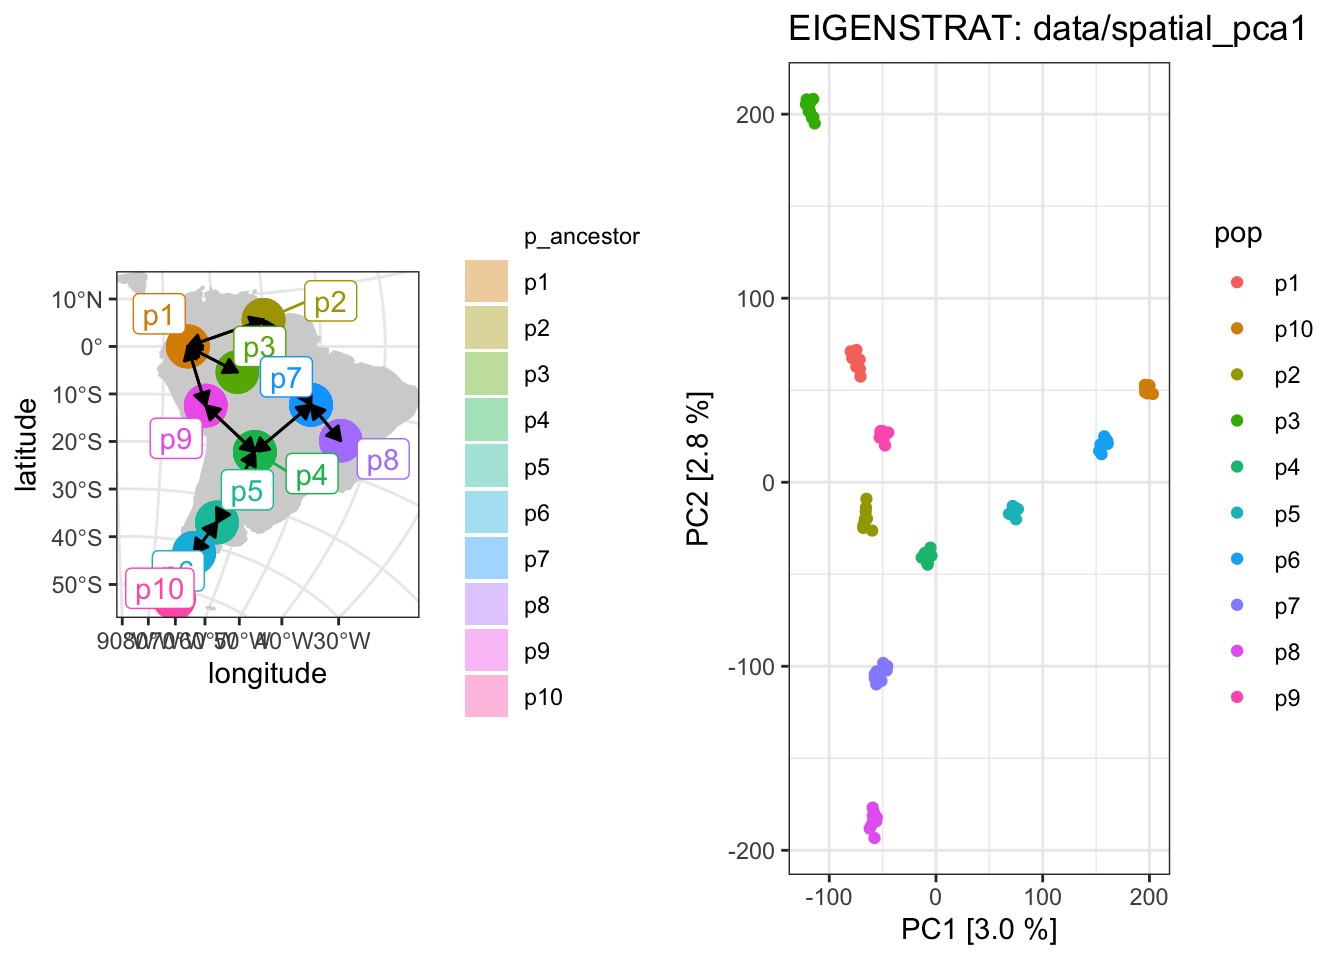 EIGENSTRAT: data/spatial_pca1
p1
p2
p3
p7
p9
p8
p4
p5
p10
10°N
0°
10°S
20°S
30°S
40°S
50°S
40°W
30°W
longitude
latitude
p_ancestor
p1
p2
p3
p4
p5
p6
p7
p8
p9
p10
200
100
0
-100
-200
PC2 [2.8 %]
-100
0
100
200
PC1 [3.0 %]
pop
p1
p10
p2
p3
p4
p5
p6
p7
p8
p9